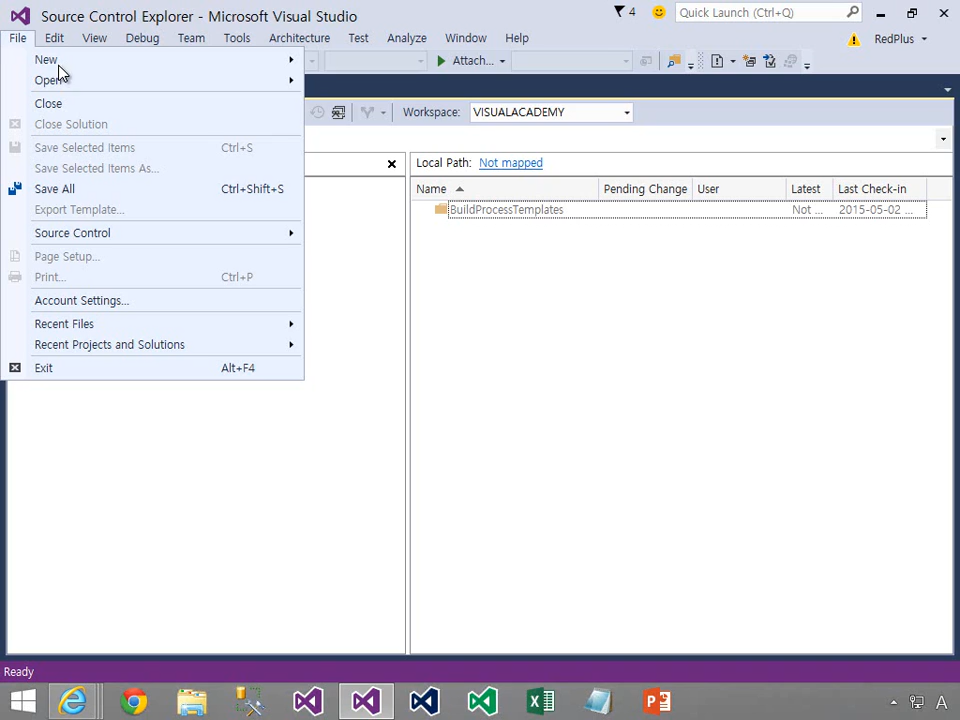 Source Control Explorer - Microsoft Visual Studio
4
Quick Launch (Ctrl+Q)
File Edit View Debug Team Tools Architecture Test Analyze Window Help
RedPlus
New
Attach...
Open
Close
Workspace: VISUALACADEMY
Close Solution
Save Selected Items Ctrl+S
Local Path: Not mapped
Save Selected Items As...
Save All Ctrl+Shift+S
Name Pending Change User Latest Last Check-in
Export Template...
BuildProcessTemplates Not ... 2015-05-02 ...
Source Control
Page Setup...
Print... Ctrl+P
Account Settings...
Recent Files
Recent Projects and Solutions
Exit Alt+F4
Ready
A